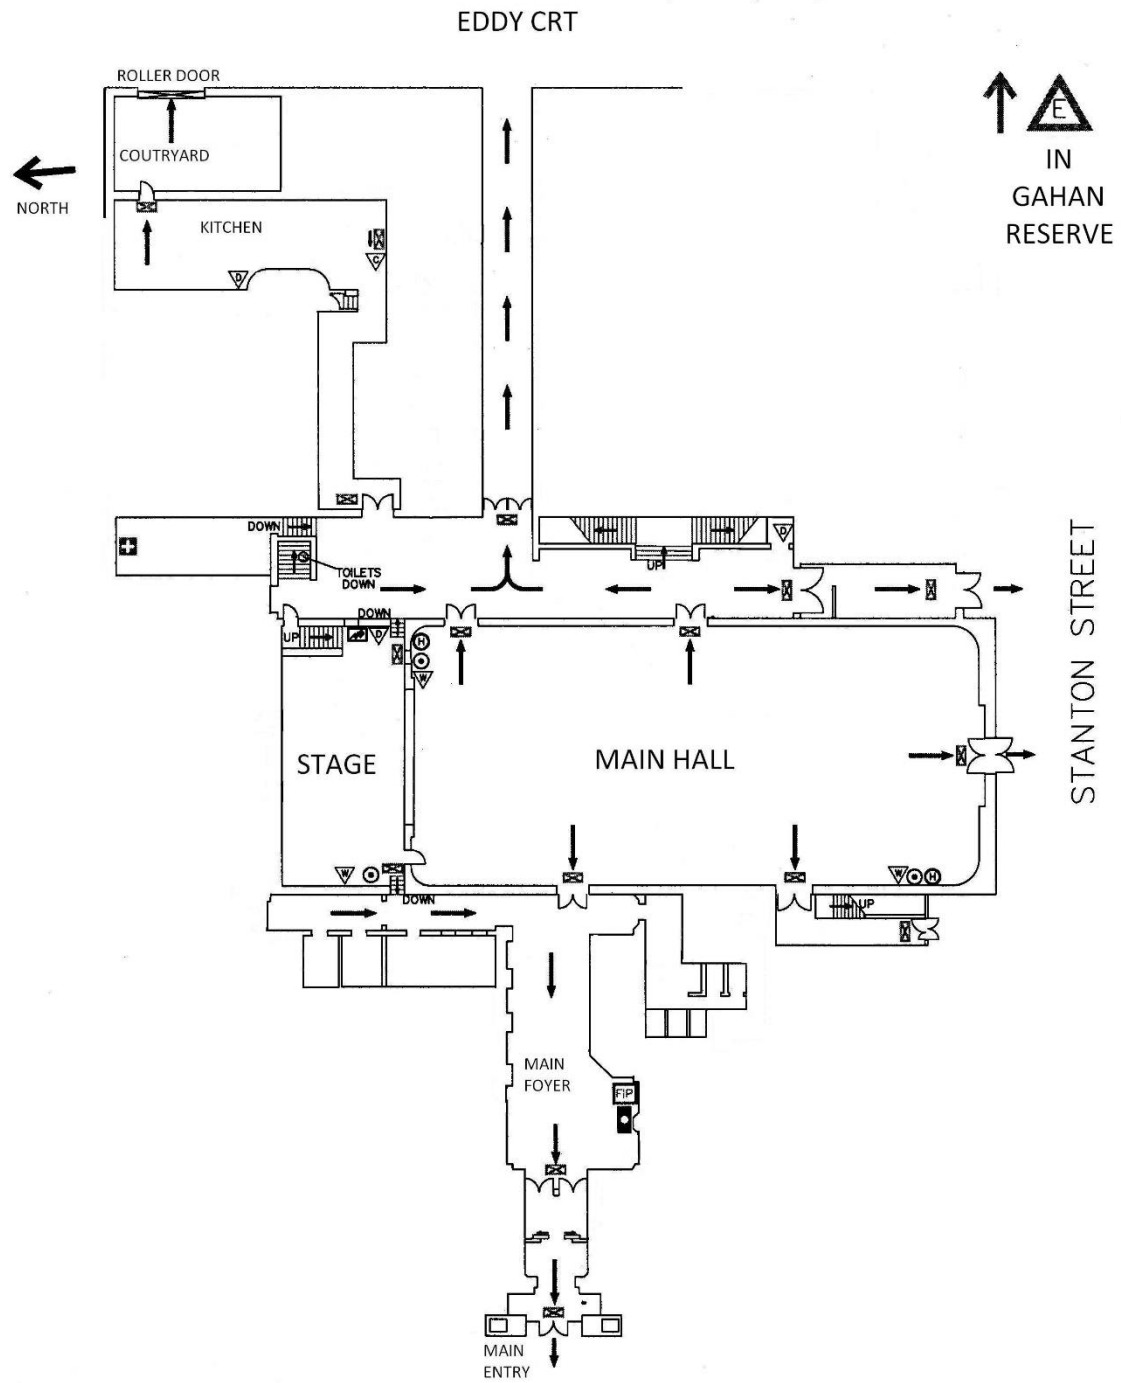 EDDY CRT
ROLLER DOOR
COUTRYARD
NORTH
E
IN
GAHAN
RESERVE
KITCHEN
D
C
DOWN
TOILETS
DOWN
UP
D
DOWN
UP
D
H
W
STAGE
MAIN HALL
STANTON STREET
W
DOWN
W
H
UP
MAIN
FOYER
FIP
MAIN
ENTRY